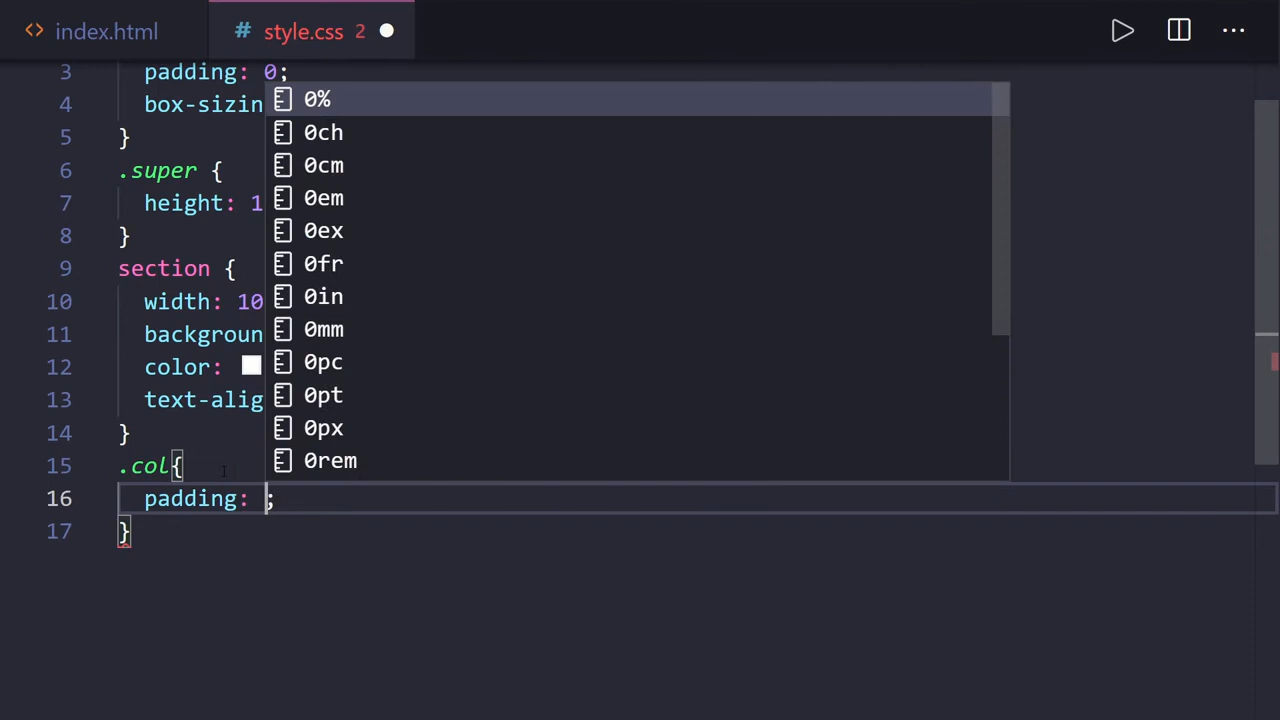 index.html
style.css 2
3 padding: 0;
4 box-sizin
5 }
6 .super {
7 height: 1
8 }
9 section {
10 width: 10
11 backgroun
12 color:
13 text-alig
14 }
15 .col{
16 padding: ;
17 }
0%
0ch
0cm
0em
0ex
0fr
0in
0mm
0pc
0pt
0px
0rem